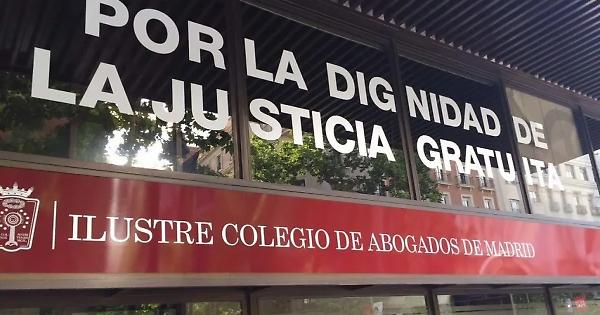 POR LA DIGNIDAD DE
LA JUSTICIA GRATUITA
ILUSTRE COLEGIO DE ABOGADOS DE MADRID